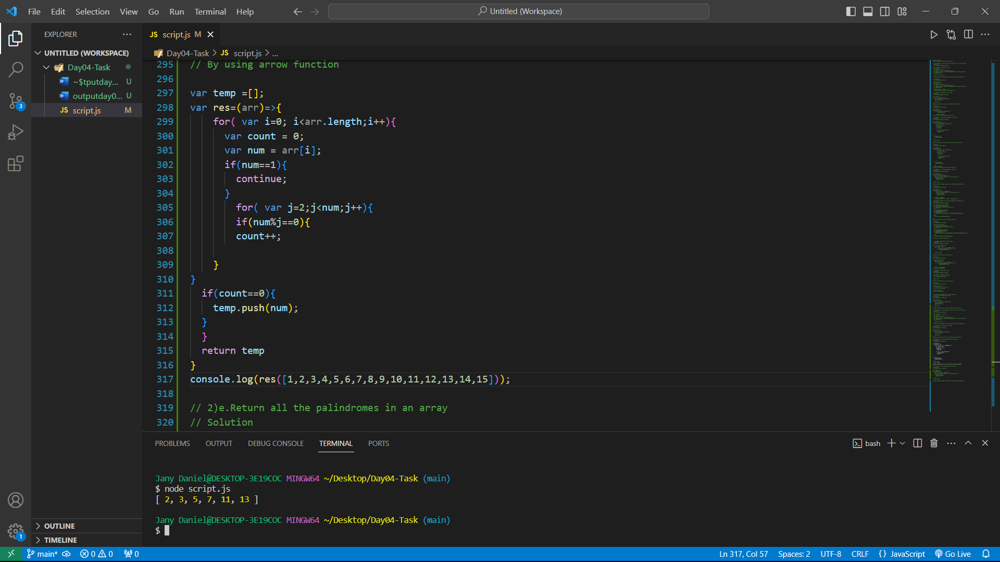 File Edit Selection View Go Run Terminal Help
Untitled (Workspace)
EXPLORER
UNTITLED (WORKSPACE)
Day04-Task
~$tputday... U
outputday0... U
JS script.js M
OUTLINE
TIMELINE
JS script.js M
Day04-Task > JS script.js > ...
295 // By using arrow function
296
297 var temp =[];
298 var res=(arr)=>{
299 for( var i=0; i<arr.length;i++){
300 var count = 0;
301 var num = arr[i];
302 if(num==1){
303 continue;
304 }
305 for( var j=2;j<num;j++){
306 if(num%j==0){
307 count++;
308
309 }
310 }
311 if(count==0){
312 temp.push(num);
313 }
314 }
315 return temp
316 }
317 console.log(res([1,2,3,4,5,6,7,8,9,10,11,12,13,14,15]));
318
319 // 2)e.Return all the palindromes in an array
320 // Solution
PROBLEMS OUTPUT DEBUG CONSOLE TERMINAL PORTS
bash
Jany Daniel@DESKTOP-3E19COC MINGW64 ~/Desktop/Day04-Task (main)
$ node script.js
[ 2, 3, 5, 7, 11, 13 ]
Jany Daniel@DESKTOP-3E19COC MINGW64 ~/Desktop/Day04-Task (main)
$
3
1
main* 0 0 0
Ln 317, Col 57 Spaces: 2 UTF-8 CRLF {} JavaScript Go Live